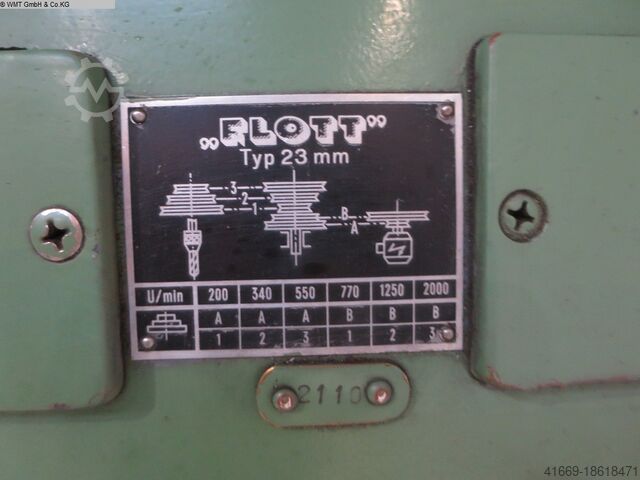 © WMT GmbH & Co.KG
„FLOTT”
Typ 23 mm
3
2
1
B
A
U/min 200 340 550 770 1250 2000
A A A B B B
1 2 3 1 2 3
2110
41669-18618471